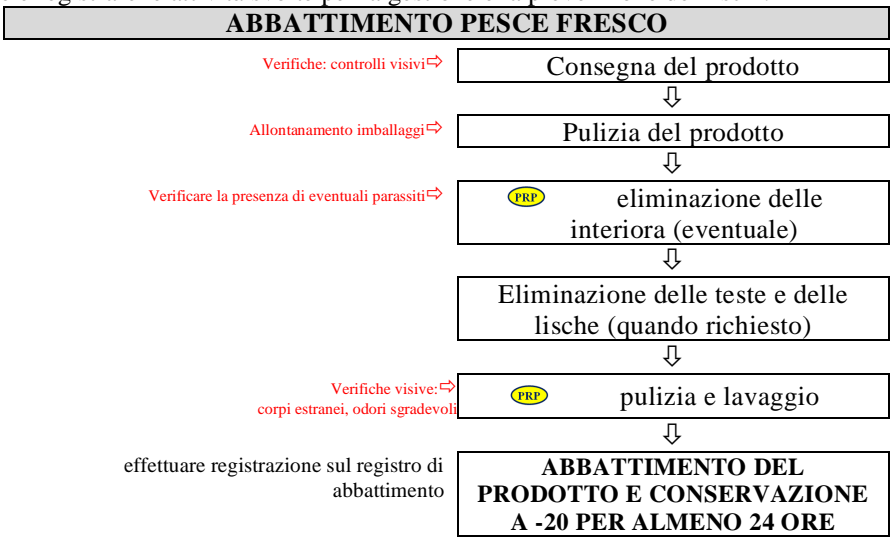 ABBATTIMENTO PESCE FRESCO
Verifiche: controlli visivi⇨
Consegna del prodotto
⇩
Allontanamento imballaggi⇨
Pulizia del prodotto
⇩
Verificare la presenza di eventuali parassiti⇨
PRP eliminazione delle
interiora (eventuale)
⇩
Eliminazione delle teste e delle
lische (quando richiesto)
⇩
Verifiche visive:⇨
corpi estranei, odori sgradevoli
PRP pulizia e lavaggio
⇩
effettuare registrazione sul registro di
abbattimento
ABBATTIMENTO DEL
PRODOTTO E CONSERVAZIONE
A -20 PER ALMENO 24 ORE